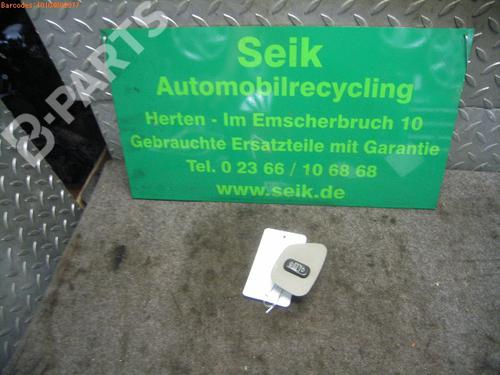 Seik
Automobilrecycling
Herten - Im Emscherbruch 10
Gebrauchte Ersatzteile mit Garantie
Tel. 0 23 66 / 10 68 68
www.seik.de
B-PARTS